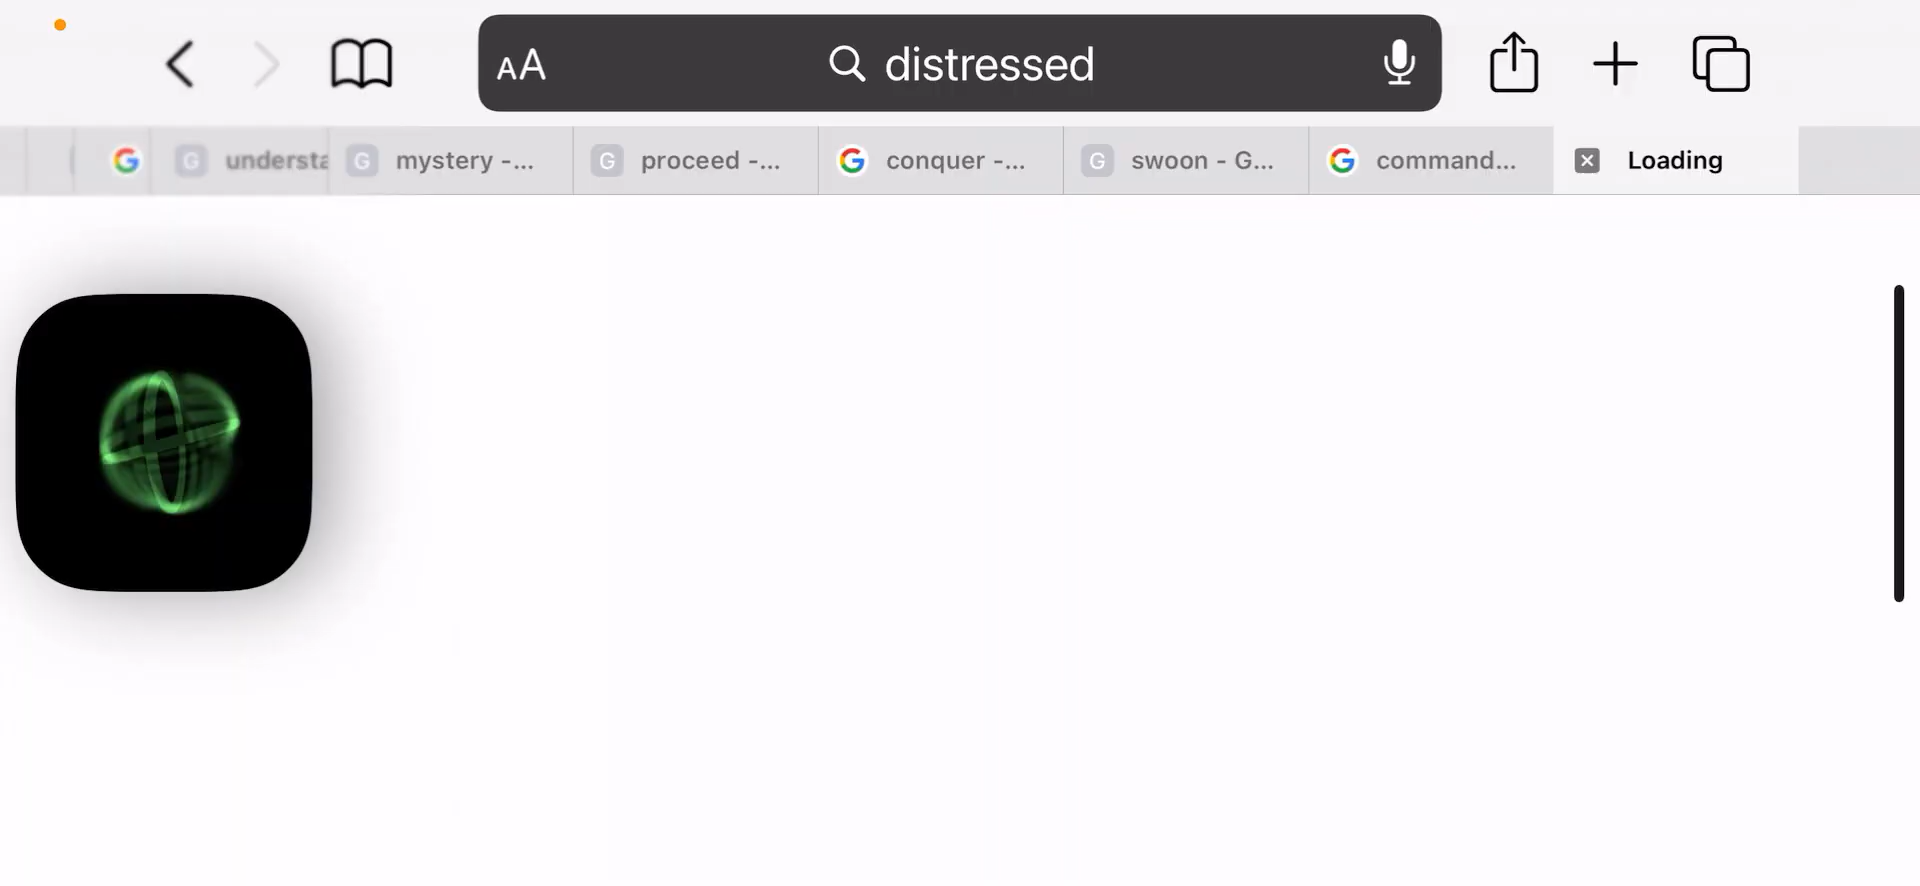 AA distressed
understa mystery -... proceed -... conquer -... swoon - G... command... Loading